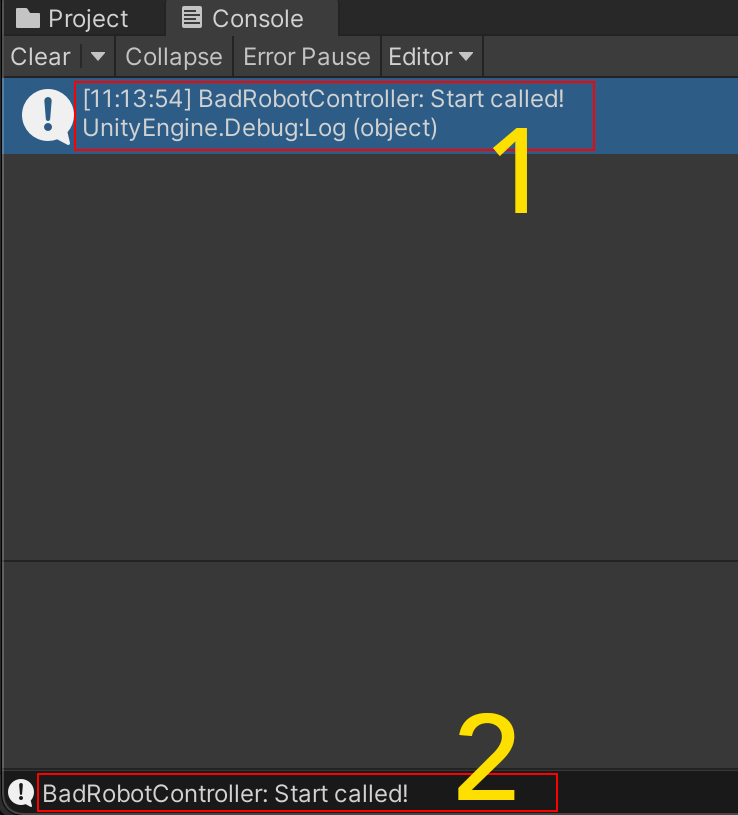 Project Console
Clear Collapse Error Pause Editor
[11:13:54] BadRobotController: Start called!
UnityEngine.Debug:Log (object)
1
2
BadRobotController: Start called!